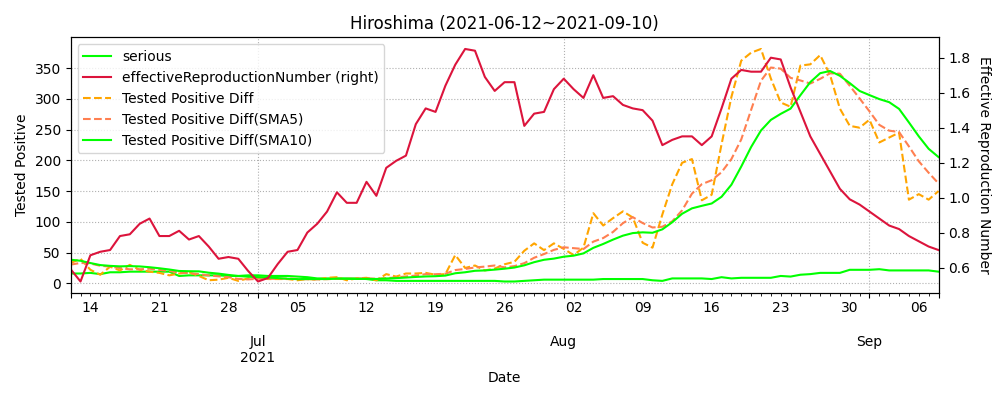 Hiroshima (2021-06-12~2021-09-10)
serious
effectiveReproductionNumber (right)
Tested Positive Diff
Tested Positive Diff(SMA5)
Tested Positive Diff(SMA10)
Tested Positive
350
300
250
200
150
100
50
0
Effective Reproduction Number
1.8
1.6
1.4
1.2
1.0
0.8
0.6
14 21 28 05 12 19 26 02 09 16 23 30 06
Jul Aug Sep
2021
Date